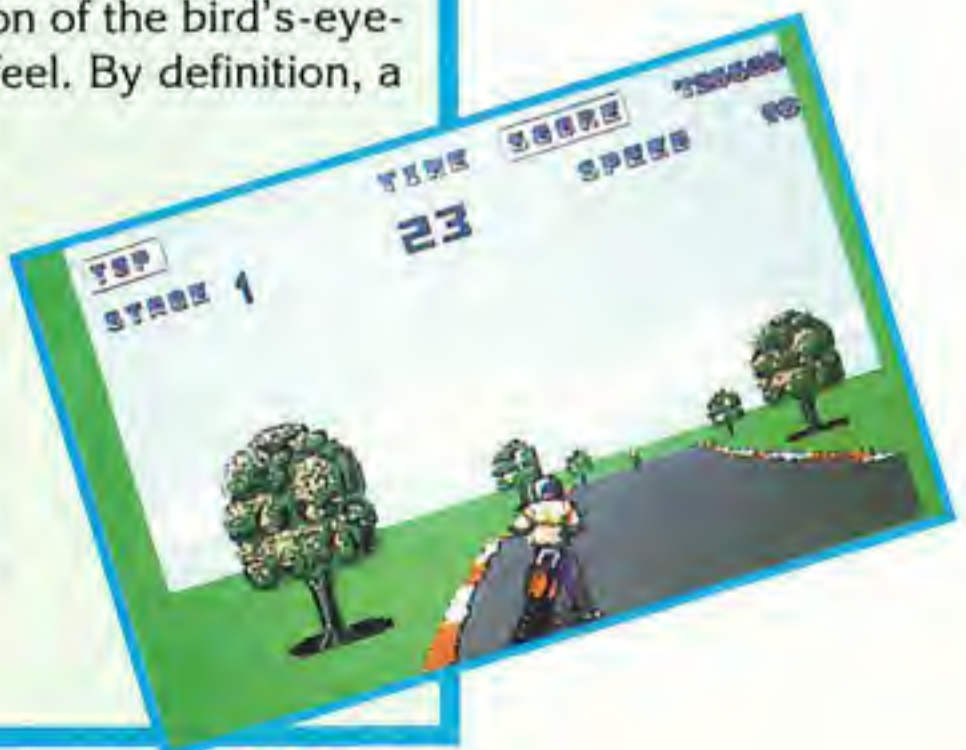 on of the bird's-eye-
feel. By definition, a
TIME SCORE
SPEED
23
TOP
STAGE 1